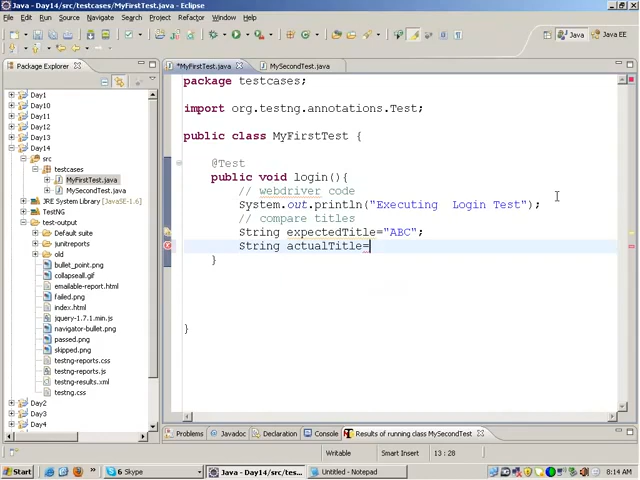 Java - Day14/src/testcases/MyFirstTest.java - Eclipse
File Edit Run Source Navigate Search Project Refactor Window Help
Java
Java EE
Package Explorer
*MyFirstTest.java
MySecondTest.java
Day1
Day10
Day11
Day12
Day13
Day14
src
testcases
MyFirstTest.java
MySecondTest.java
JRE System Library [JavaSE-1.6]
TestNG
test-output
Default suite
junitreports
old
bullet_point.png
collapseall.gif
emailable-report.html
failed.png
index.html
jquery-1.7.1.min.js
navigator-bullet.png
passed.png
skipped.png
testng-reports.css
testng-reports.js
testng-results.xml
testng.css
Day2
Day3
Day4
package testcases;
import org.testng.annotations.Test;
public class MyFirstTest {
@Test
public void login(){
// webdriver code
System.out.println("Executing  Login Test");
// compare titles
String expectedTitle="ABC";
String actualTitle=
}
}
Problems
Javadoc
Declaration
Console
Results of running class MySecondTest
Writable
Smart Insert
13 : 28
Start
6 Skype
Java - Day14/src/tes...
Untitled - Notepad
8:14 AM